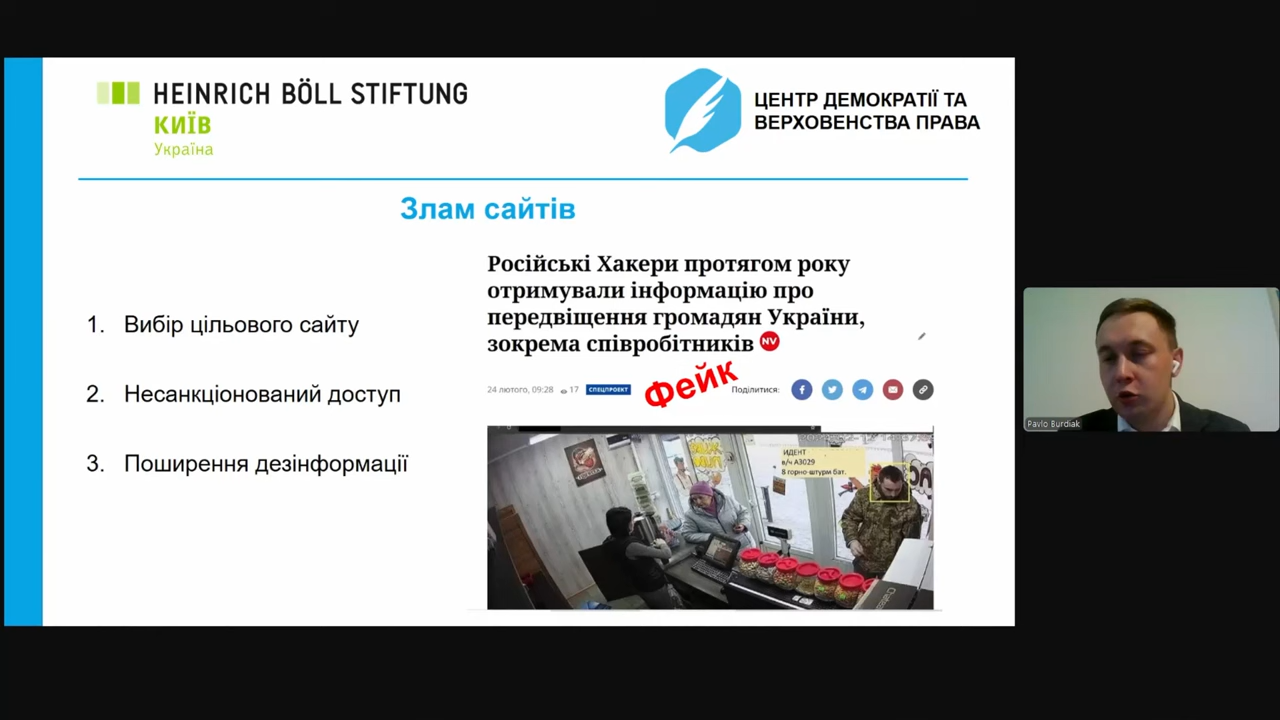 HEINRICH BÖLL STIFTUNG
КИЇВ
Україна
ЦЕНТР ДЕМОКРАТІЇ ТА
ВЕРХОВЕНСТВА ПРАВА
Злам сайтів
1. Вибір цільового сайту
2. Несанкціонований доступ
3. Поширення дезінформації
Російські Хакери протягом року
отримували інформацію про
передвіщення громадян України,
зокрема співробітників NV
24 лютого, 09:28 17 СПЕЦПРОЕКТ
Фейк
Поділитися:
ИДЕНТ
в/ч А3029
8 горно-штурм бат.
Pavlo Burdiak